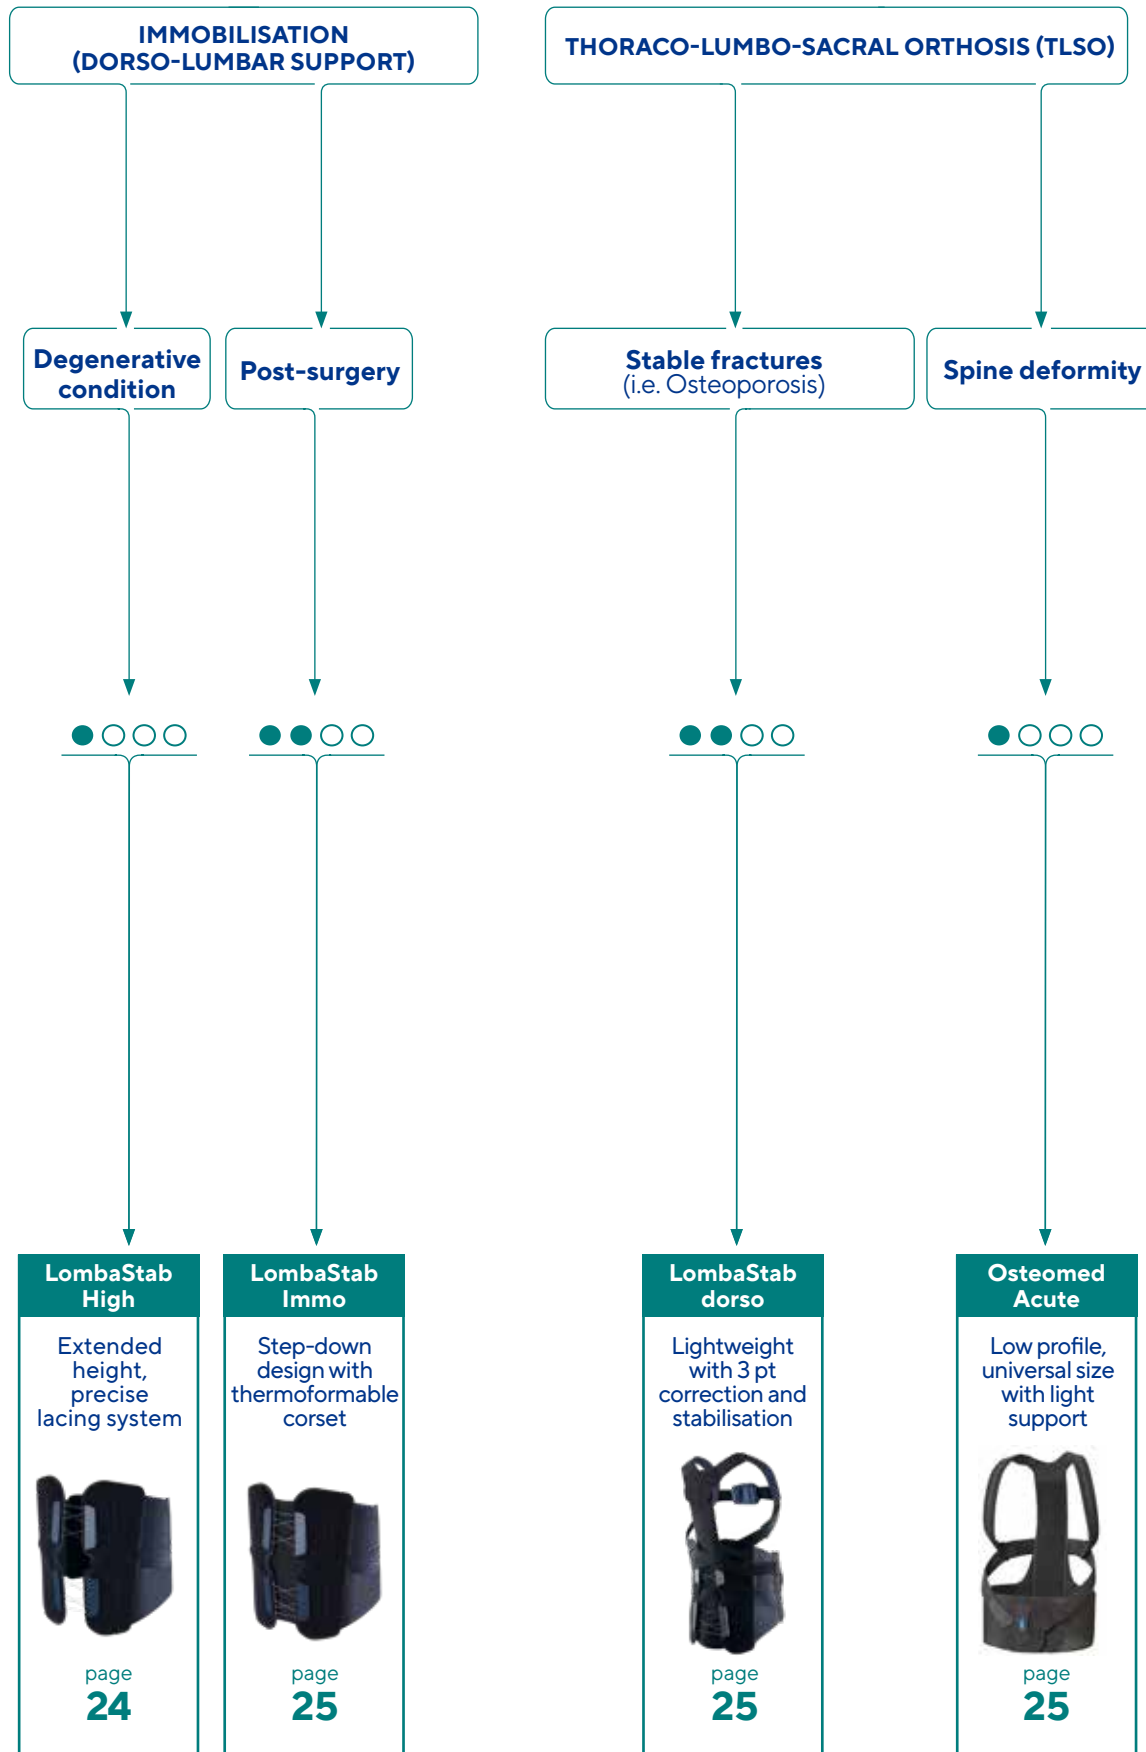 IMMOBILISATION
(DORSO-LUMBAR SUPPORT)
THORACO-LUMBO-SACRAL ORTHOSIS (TLSO)
Degenerative
condition
Post-surgery
Stable fractures
(i.e. Osteoporosis)
Spine deformity
LombaStab
High
Extended
height,
precise
lacing system
page
24
LombaStab
Immo
Step-down
design with
thermoformable
corset
page
25
LombaStab
dorso
Lightweight
with 3 pt
correction and
stabilisation
page
25
Osteomed
Acute
Low profile,
universal size
with light
support
page
25